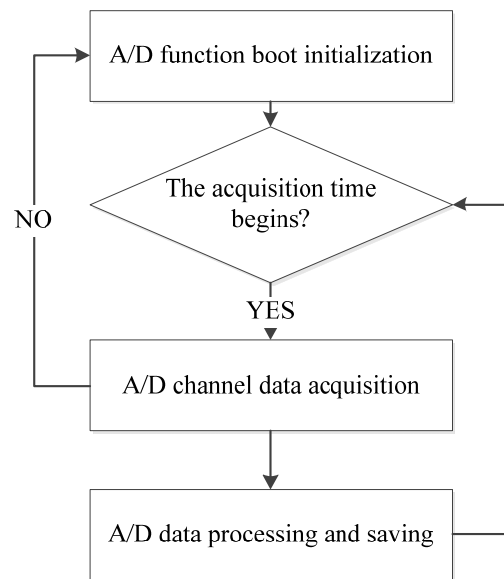 A/D function boot initialization
The acquisition time
begins?
NO
YES
A/D channel data acquisition
A/D data processing and saving